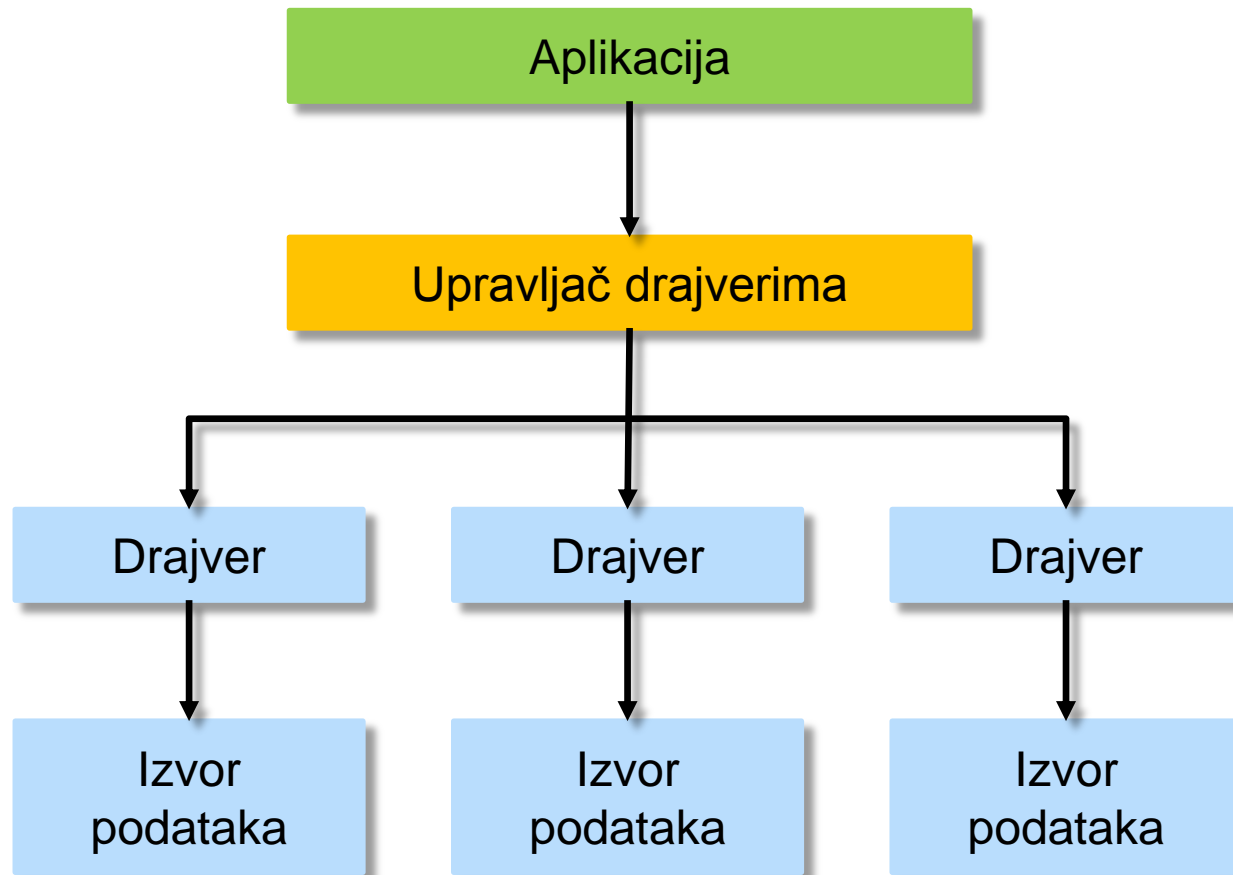 Aplikacija
Upravljač drajverima
Drajver
Drajver
Drajver
Izvor
podataka
Izvor
podataka
Izvor
podataka